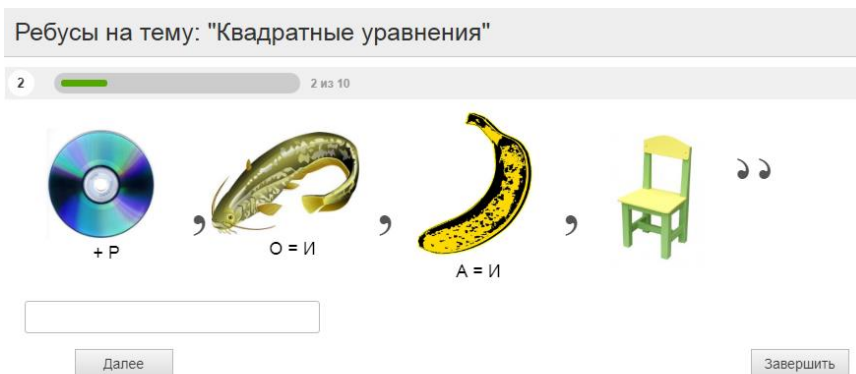 Ребусы на тему: "Квадратные уравнения"
2 2 из 10
, , , ,,
+ Р О = И А = И
Далее Завершить